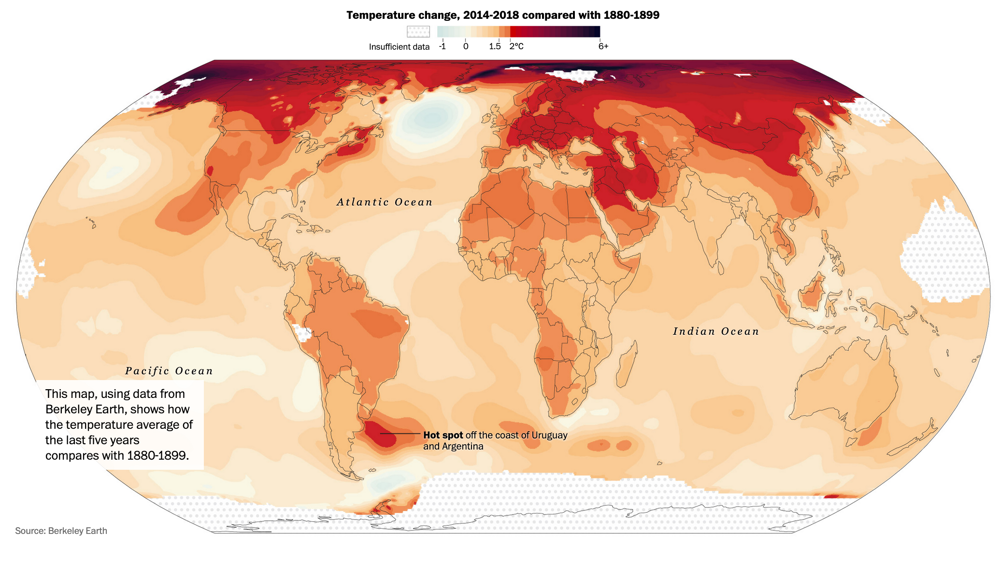 Temperature change, 2014-2018 compared with 1880-1899
Insufficient data -1 0 1.5 2°C 6+
Atlantic Ocean
Indian Ocean
Pacific Ocean
This map, using data from
Berkeley Earth, shows how
the temperature average of
the last five years
compares with 1880-1899.
Hot spot off the coast of Uruguay
and Argentina
Source: Berkeley Earth